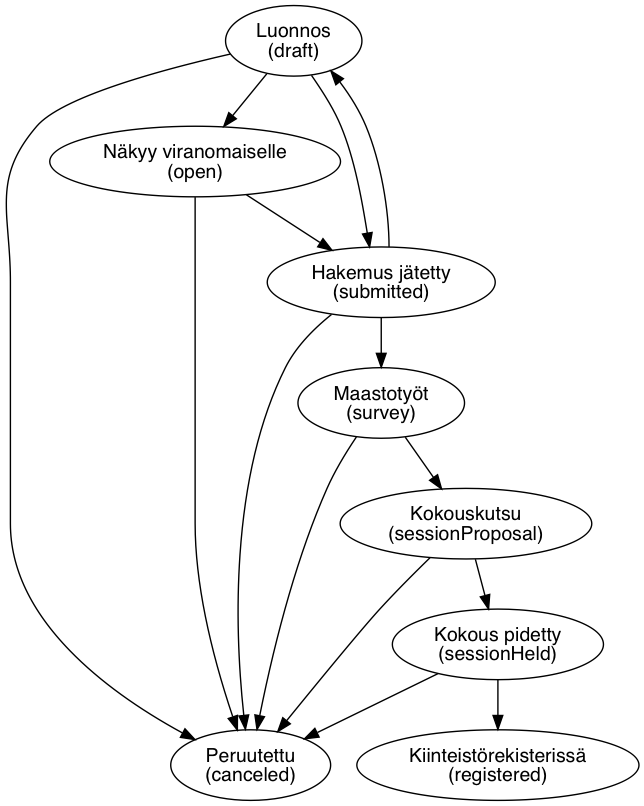 Luonnos
(draft)
Näkyy viranomaiselle
(open)
Hakemus jätetty
(submitted)
Maastotyöt
(survey)
Kokouskutsu
(sessionProposal)
Kokous pidetty
(sessionHeld)
Peruutettu
(canceled)
Kiinteistörekisterissä
(registered)